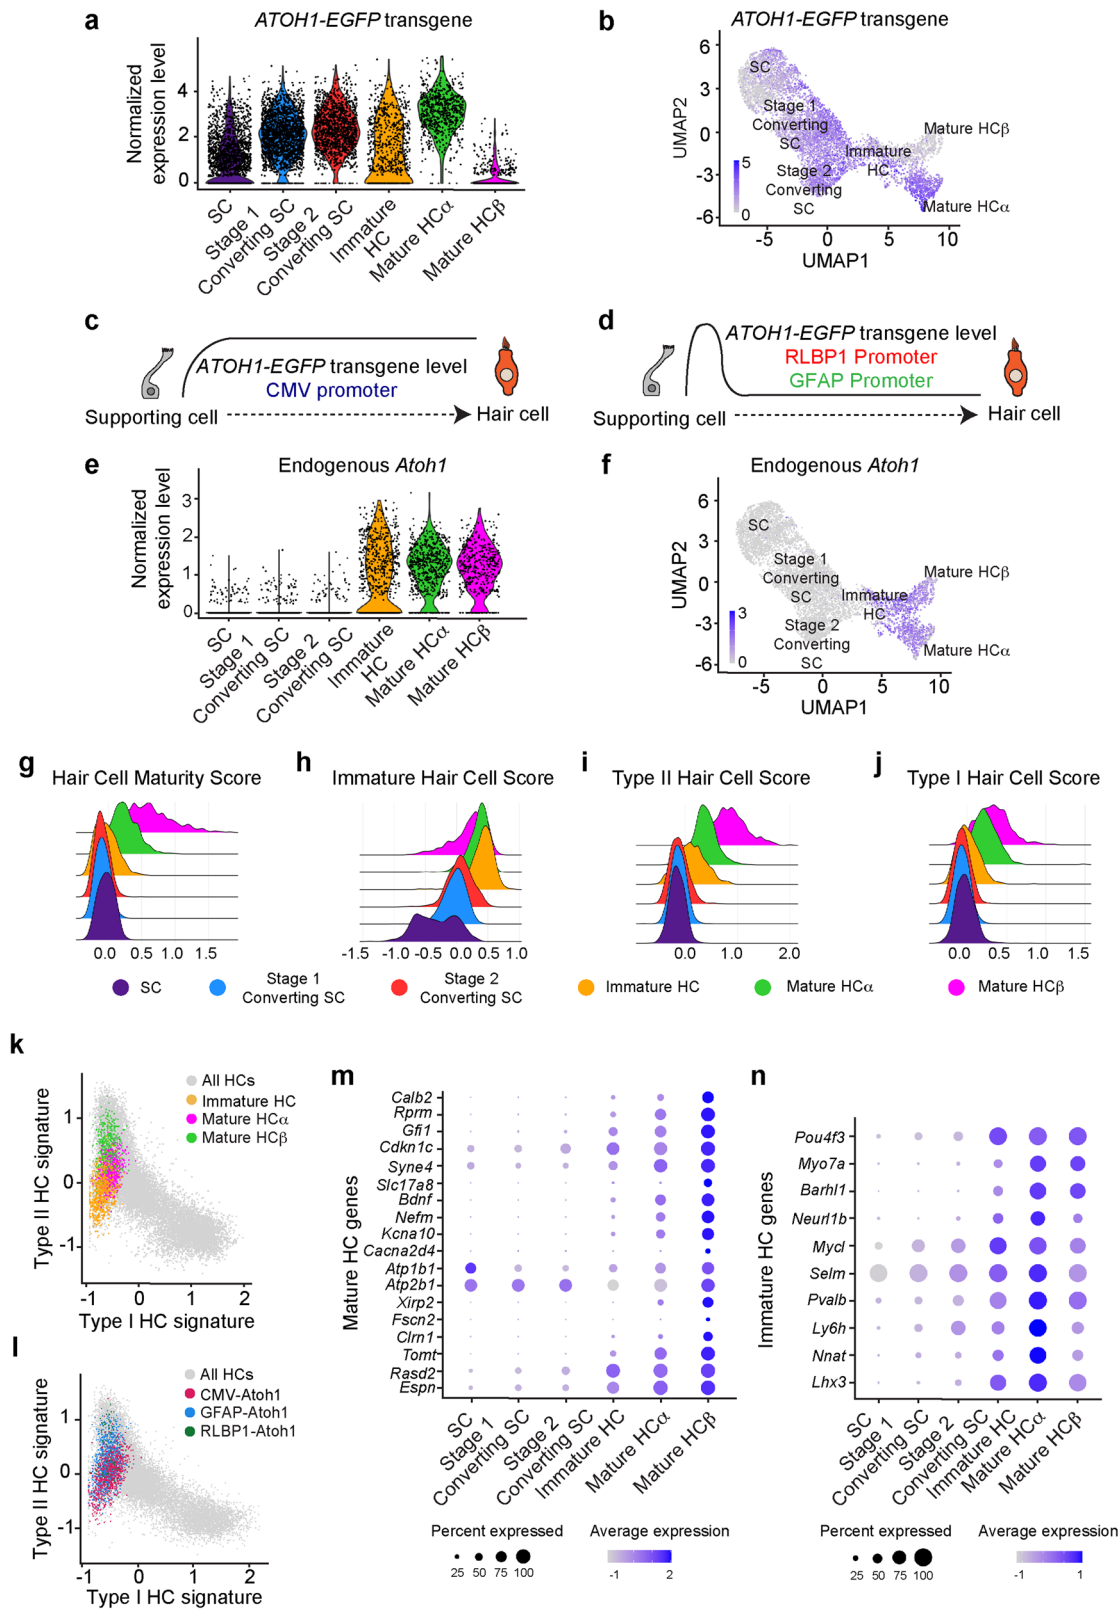 a
ATOH1-EGFP transgene
Normalized
expression level
4
2
0
SC
Stage 1
Converting SC
Stage 2
Converting SC
Immature
HC
Mature HCα
Mature HCβ
b
ATOH1-EGFP transgene
UMAP2
6
3
0
-3
-6
SC
Stage 1
Converting
SC
Stage 2
Converting
SC
Immature
HC
Mature HCβ
Mature HCα
5
0
-5
0
5
10
UMAP1
c
ATOH1-EGFP transgene level
CMV promoter
Supporting cell
Hair cell
d
ATOH1-EGFP transgene level
RLBP1 Promoter
GFAP Promoter
Supporting cell
Hair cell
e
Endogenous Atoh1
Normalized
expression level
3
2
1
0
SC
Stage 1
Converting SC
Stage 2
Converting SC
Immature
HC
Mature HCα
Mature HCβ
f
Endogenous Atoh1
UMAP2
6
3
0
-3
-6
SC
Stage 1
Converting
SC
Stage 2
Converting
SC
Immature
HC
Mature HCβ
Mature HCα
3
0
-5
0
5
10
UMAP1
g
Hair Cell Maturity Score
0.0 0.5 1.0 1.5
h
Immature Hair Cell Score
-1.5 -1.0 -0.5 0.0 0.5 1.0
i
Type II Hair Cell Score
0.0 1.0 2.0
j
Type I Hair Cell Score
0.0 0.5 1.0 1.5
SC
Stage 1
Converting SC
Stage 2
Converting SC
Immature HC
Mature HCα
Mature HCβ
k
Type II HC signature
1
0
-1
All HCs
Immature HC
Mature HCα
Mature HCβ
-1 0 1 2
Type I HC signature
l
Type II HC signature
1
0
-1
All HCs
CMV-Atoh1
GFAP-Atoh1
RLBP1-Atoh1
-1 0 1 2
Type I HC signature
m
Mature HC genes
Calb2
Rprm
Gfi1
Cdkn1c
Syne4
Slc17a8
Bdnf
Nefm
Kcna10
Cacna2d4
Atp1b1
Atp2b1
Xirp2
Fscn2
Clrn1
Tomt
Rasd2
Espn
SC
Stage 1
Converting SC
Stage 2
Converting SC
Immature HC
Mature HCα
Mature HCβ
Percent expressed
25 50 75 100
Average expression
-1 2
n
Immature HC genes
Pou4f3
Myo7a
Barhl1
Neurl1b
Mycl
Selm
Pvalb
Ly6h
Nnat
Lhx3
SC
Stage 1
Converting SC
Stage 2
Converting SC
Immature HC
Mature HCα
Mature HCβ
Percent expressed
25 50 75 100
Average expression
-1 1